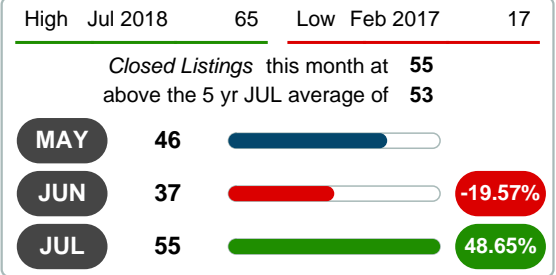 High Jul 2018 65 Low Feb 2017 17
Closed Listings this month at 55
above the 5 yr JUL average of 53
MAY 46
JUN 37 -19.57%
JUL 55 48.65%